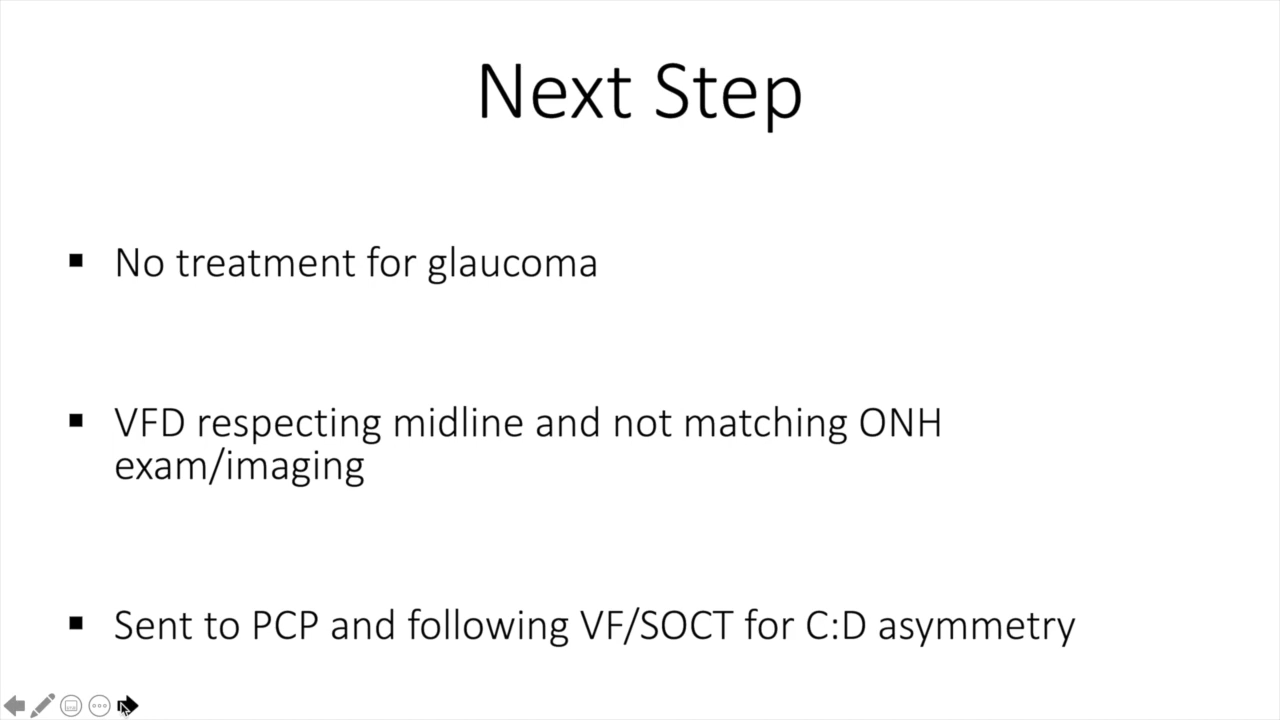 Next Step
▪ No treatment for glaucoma
▪ VFD respecting midline and not matching ONH
exam/imaging
▪ Sent to PCP and following VF/SOCT for C:D asymmetry